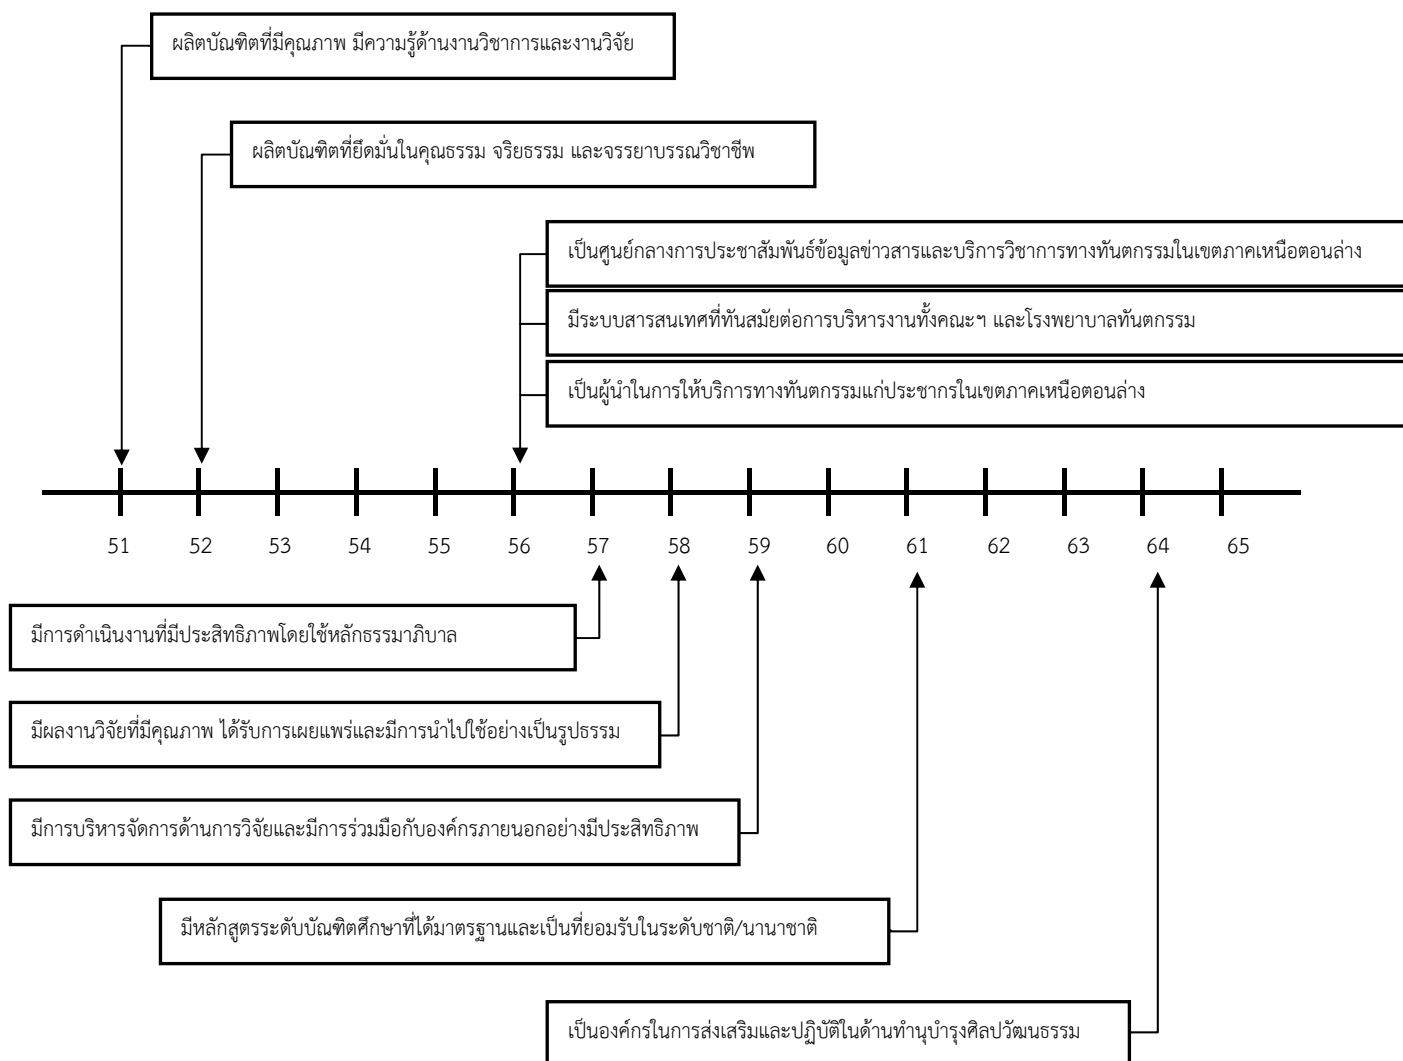 ผลิตบัณฑิตที่มีคุณภาพ มีความรู้ด้านงานวิชาการและงานวิจัย
ผลิตบัณฑิตที่ยึดมั่นในคุณธรรม จริยธรรม และจรรยาบรรณวิชาชีพ
เป็นศูนย์กลางการประชาสัมพันธ์ข้อมูลข่าวสารและบริการวิชาการทางทันตกรรมในเขตภาคเหนือตอนล่าง
มีระบบสารสนเทศที่ทันสมัยต่อการบริหารงานทั้งคณะฯ และโรงพยาบาลทันตกรรม
เป็นผู้นำในการให้บริการทางทันตกรรมแก่ประชากรในเขตภาคเหนือตอนล่าง
51 52 53 54 55 56 57 58 59 60 61 62 63 64 65
มีการดำเนินงานที่มีประสิทธิภาพโดยใช้หลักธรรมาภิบาล
มีผลงานวิจัยที่มีคุณภาพ ได้รับการเผยแพร่และมีการนำไปใช้อย่างเป็นรูปธรรม
มีการบริหารจัดการด้านการวิจัยและมีการร่วมมือกับองค์กรภายนอกอย่างมีประสิทธิภาพ
มีหลักสูตรระดับบัณฑิตศึกษาที่ได้มาตรฐานและเป็นที่ยอมรับในระดับชาติ/นานาชาติ
เป็นองค์กรในการส่งเสริมและปฏิบัติในด้านทำนุบำรุงศิลปวัฒนธรรม